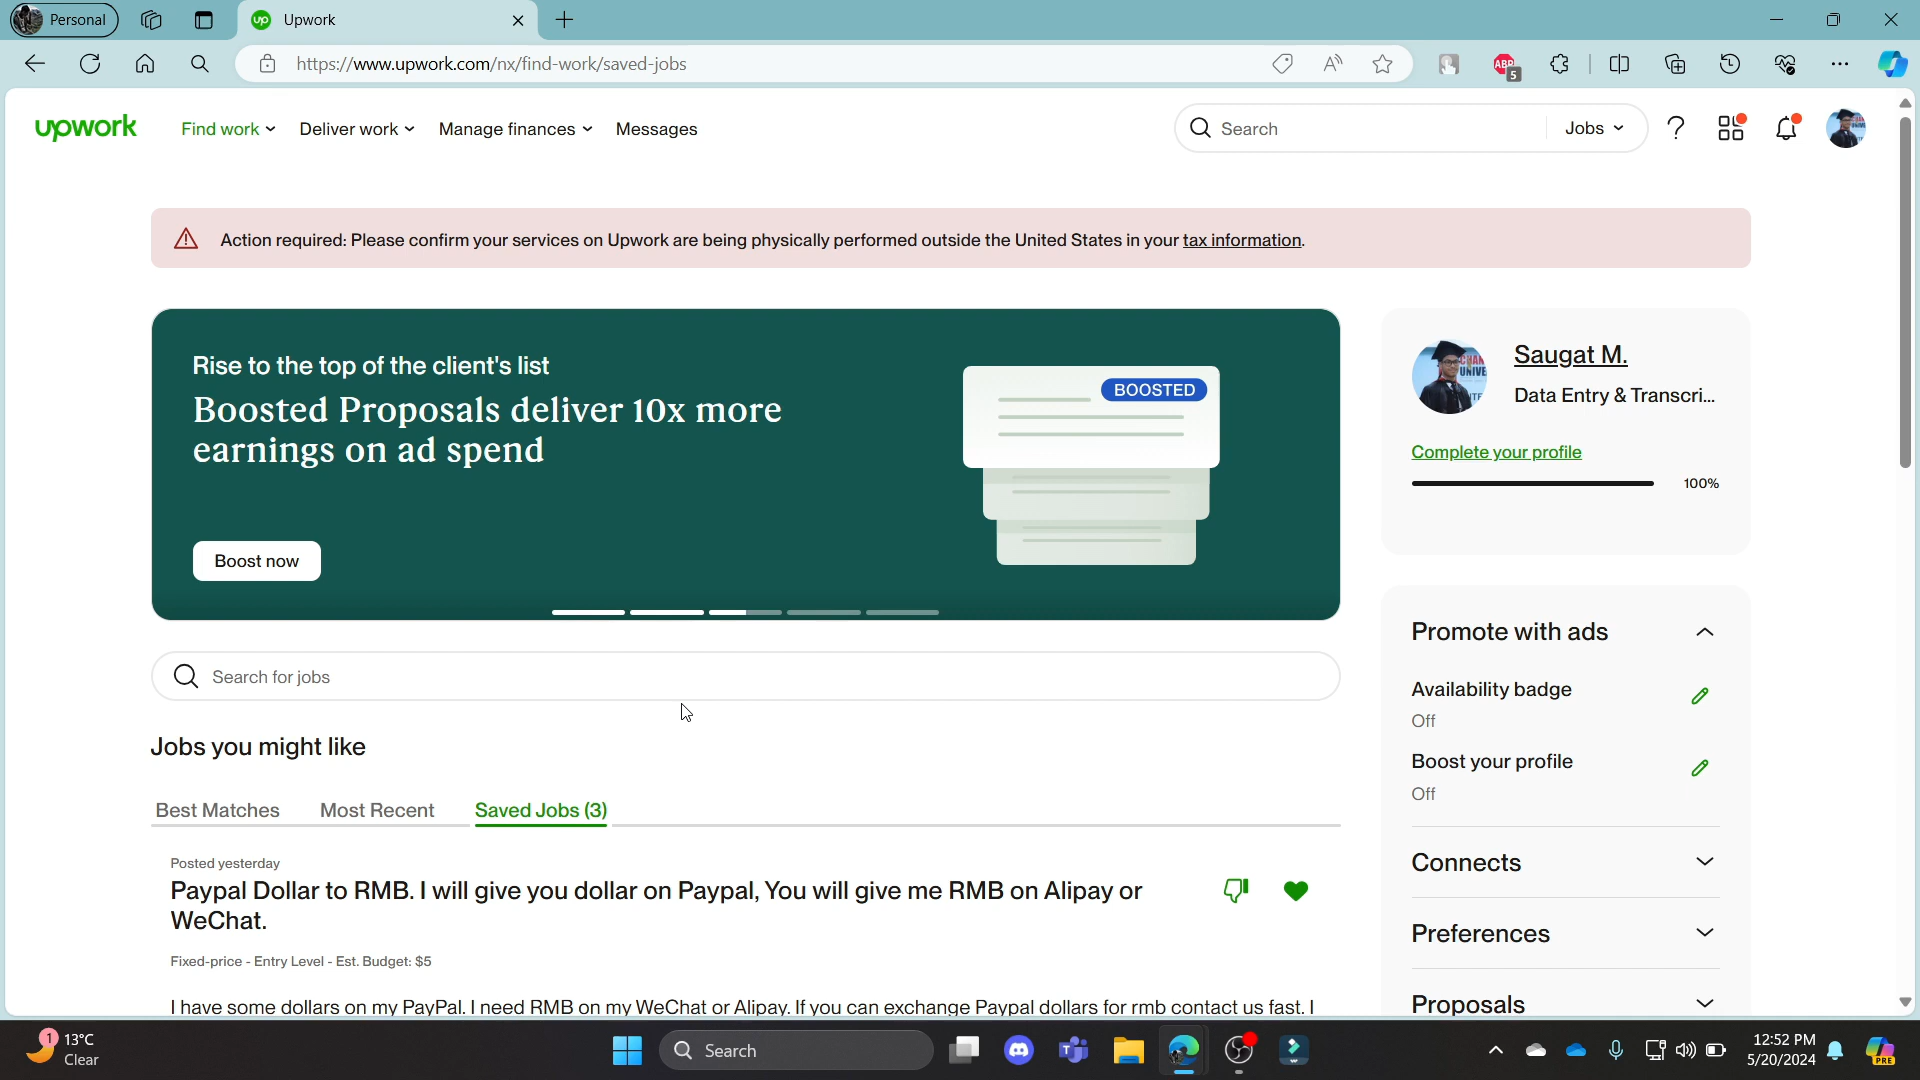 Personal
Upwork
https://www.upwork.com/nx/find-work/saved-jobs
ABP
5
upwork
Find work
Deliver work
Manage finances
Messages
Search
Jobs
Action required: Please confirm your services on Upwork are being physically performed outside the United States in your tax information.
Rise to the top of the client's list
Boosted Proposals deliver 10x more
earnings on ad spend
BOOSTED
Boost now
Saugat M.
Data Entry & Transcri...
Complete your profile
100%
Search for jobs
Promote with ads
Availability badge
Off
Boost your profile
Off
Jobs you might like
Best Matches
Most Recent
Saved Jobs (3)
Connects
Preferences
Proposals
Posted yesterday
Paypal Dollar to RMB. I will give you dollar on Paypal, You will give me RMB on Alipay or
WeChat.
Fixed-price - Entry Level - Est. Budget: $5
I have some dollars on my PayPal. I need RMB on my WeChat or Alipay. If you can exchange Paypal dollars for rmb contact us fast. I
1
13°C
Clear
Search
12:52 PM
5/20/2024
PRE